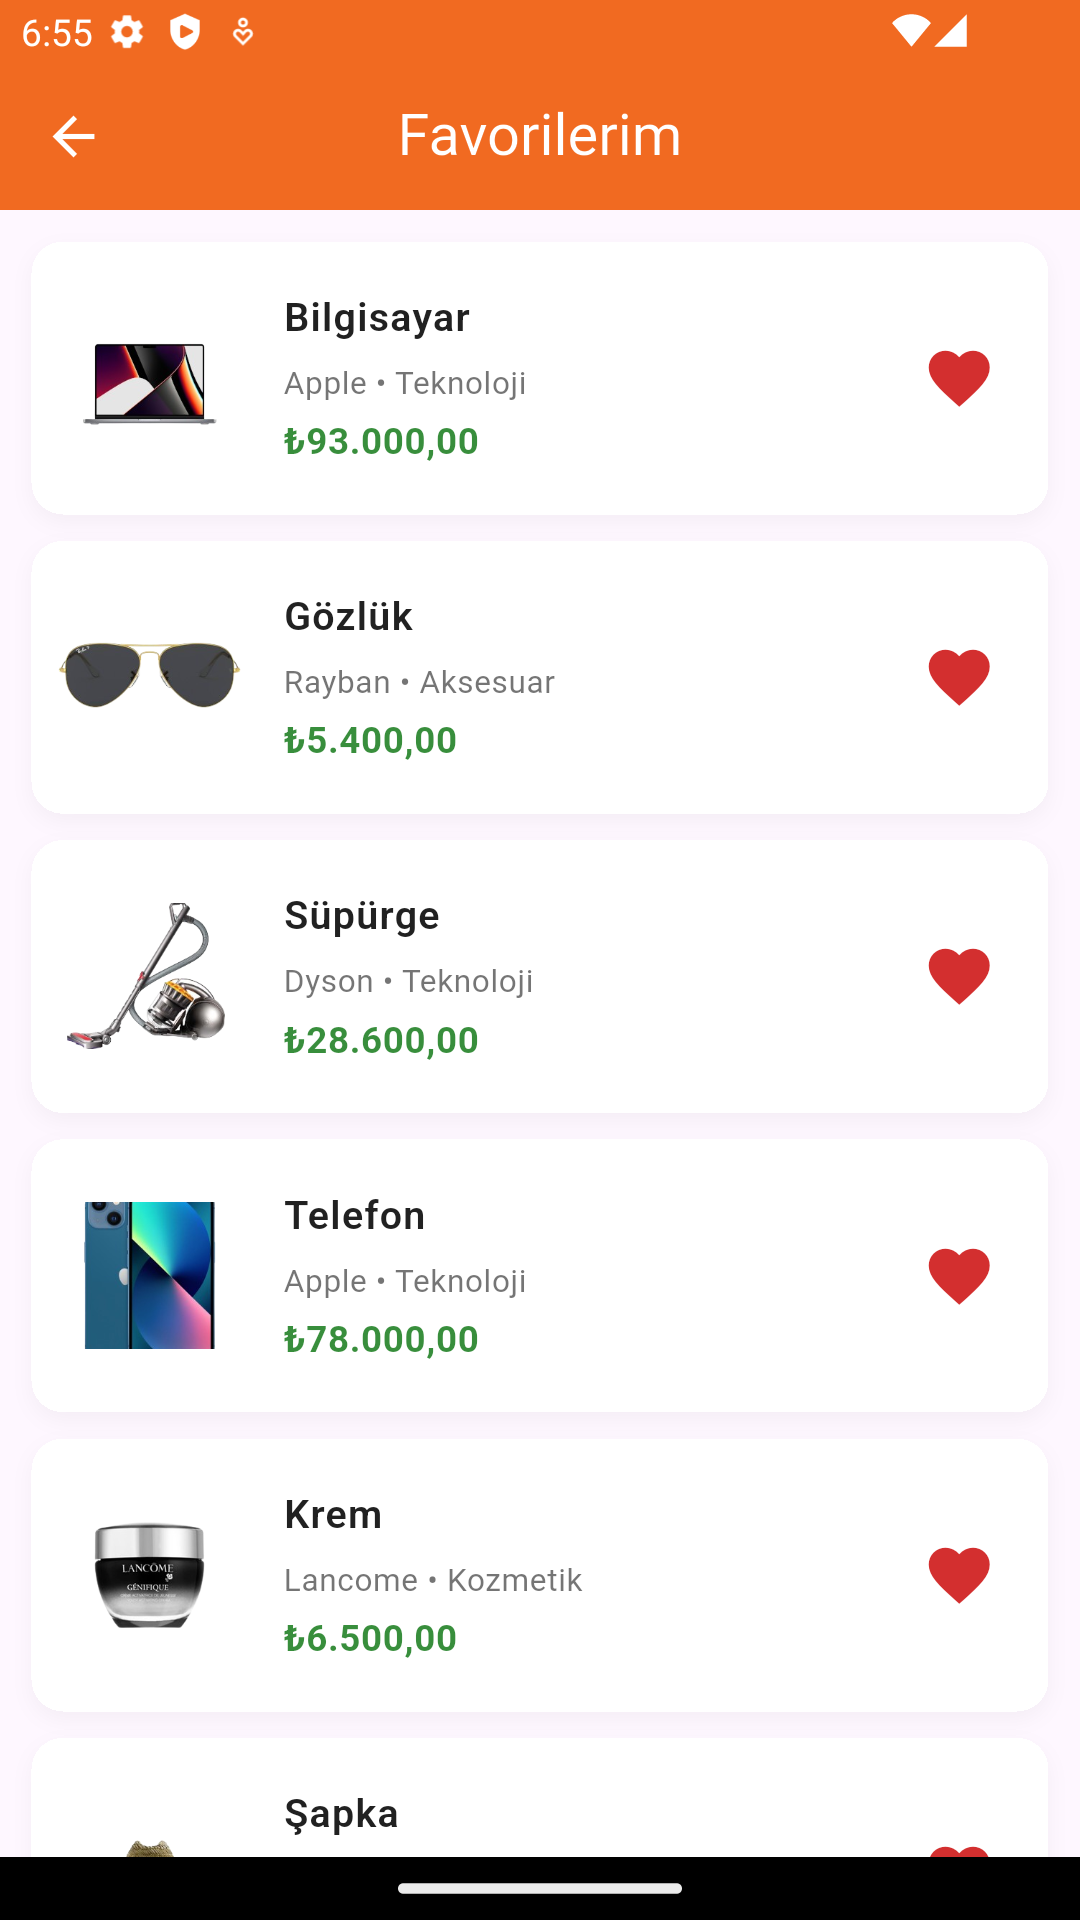 6:55
Favorilerim
Bilgisayar
Apple • Teknoloji
₺93.000,00
Gözlük
Rayban • Aksesuar
₺5.400,00
Süpürge
Dyson • Teknoloji
₺28.600,00
Telefon
Apple • Teknoloji
₺78.000,00
LANCÔME
GÉNIFIQUE
Krem
Lancome • Kozmetik
₺6.500,00
Şapka